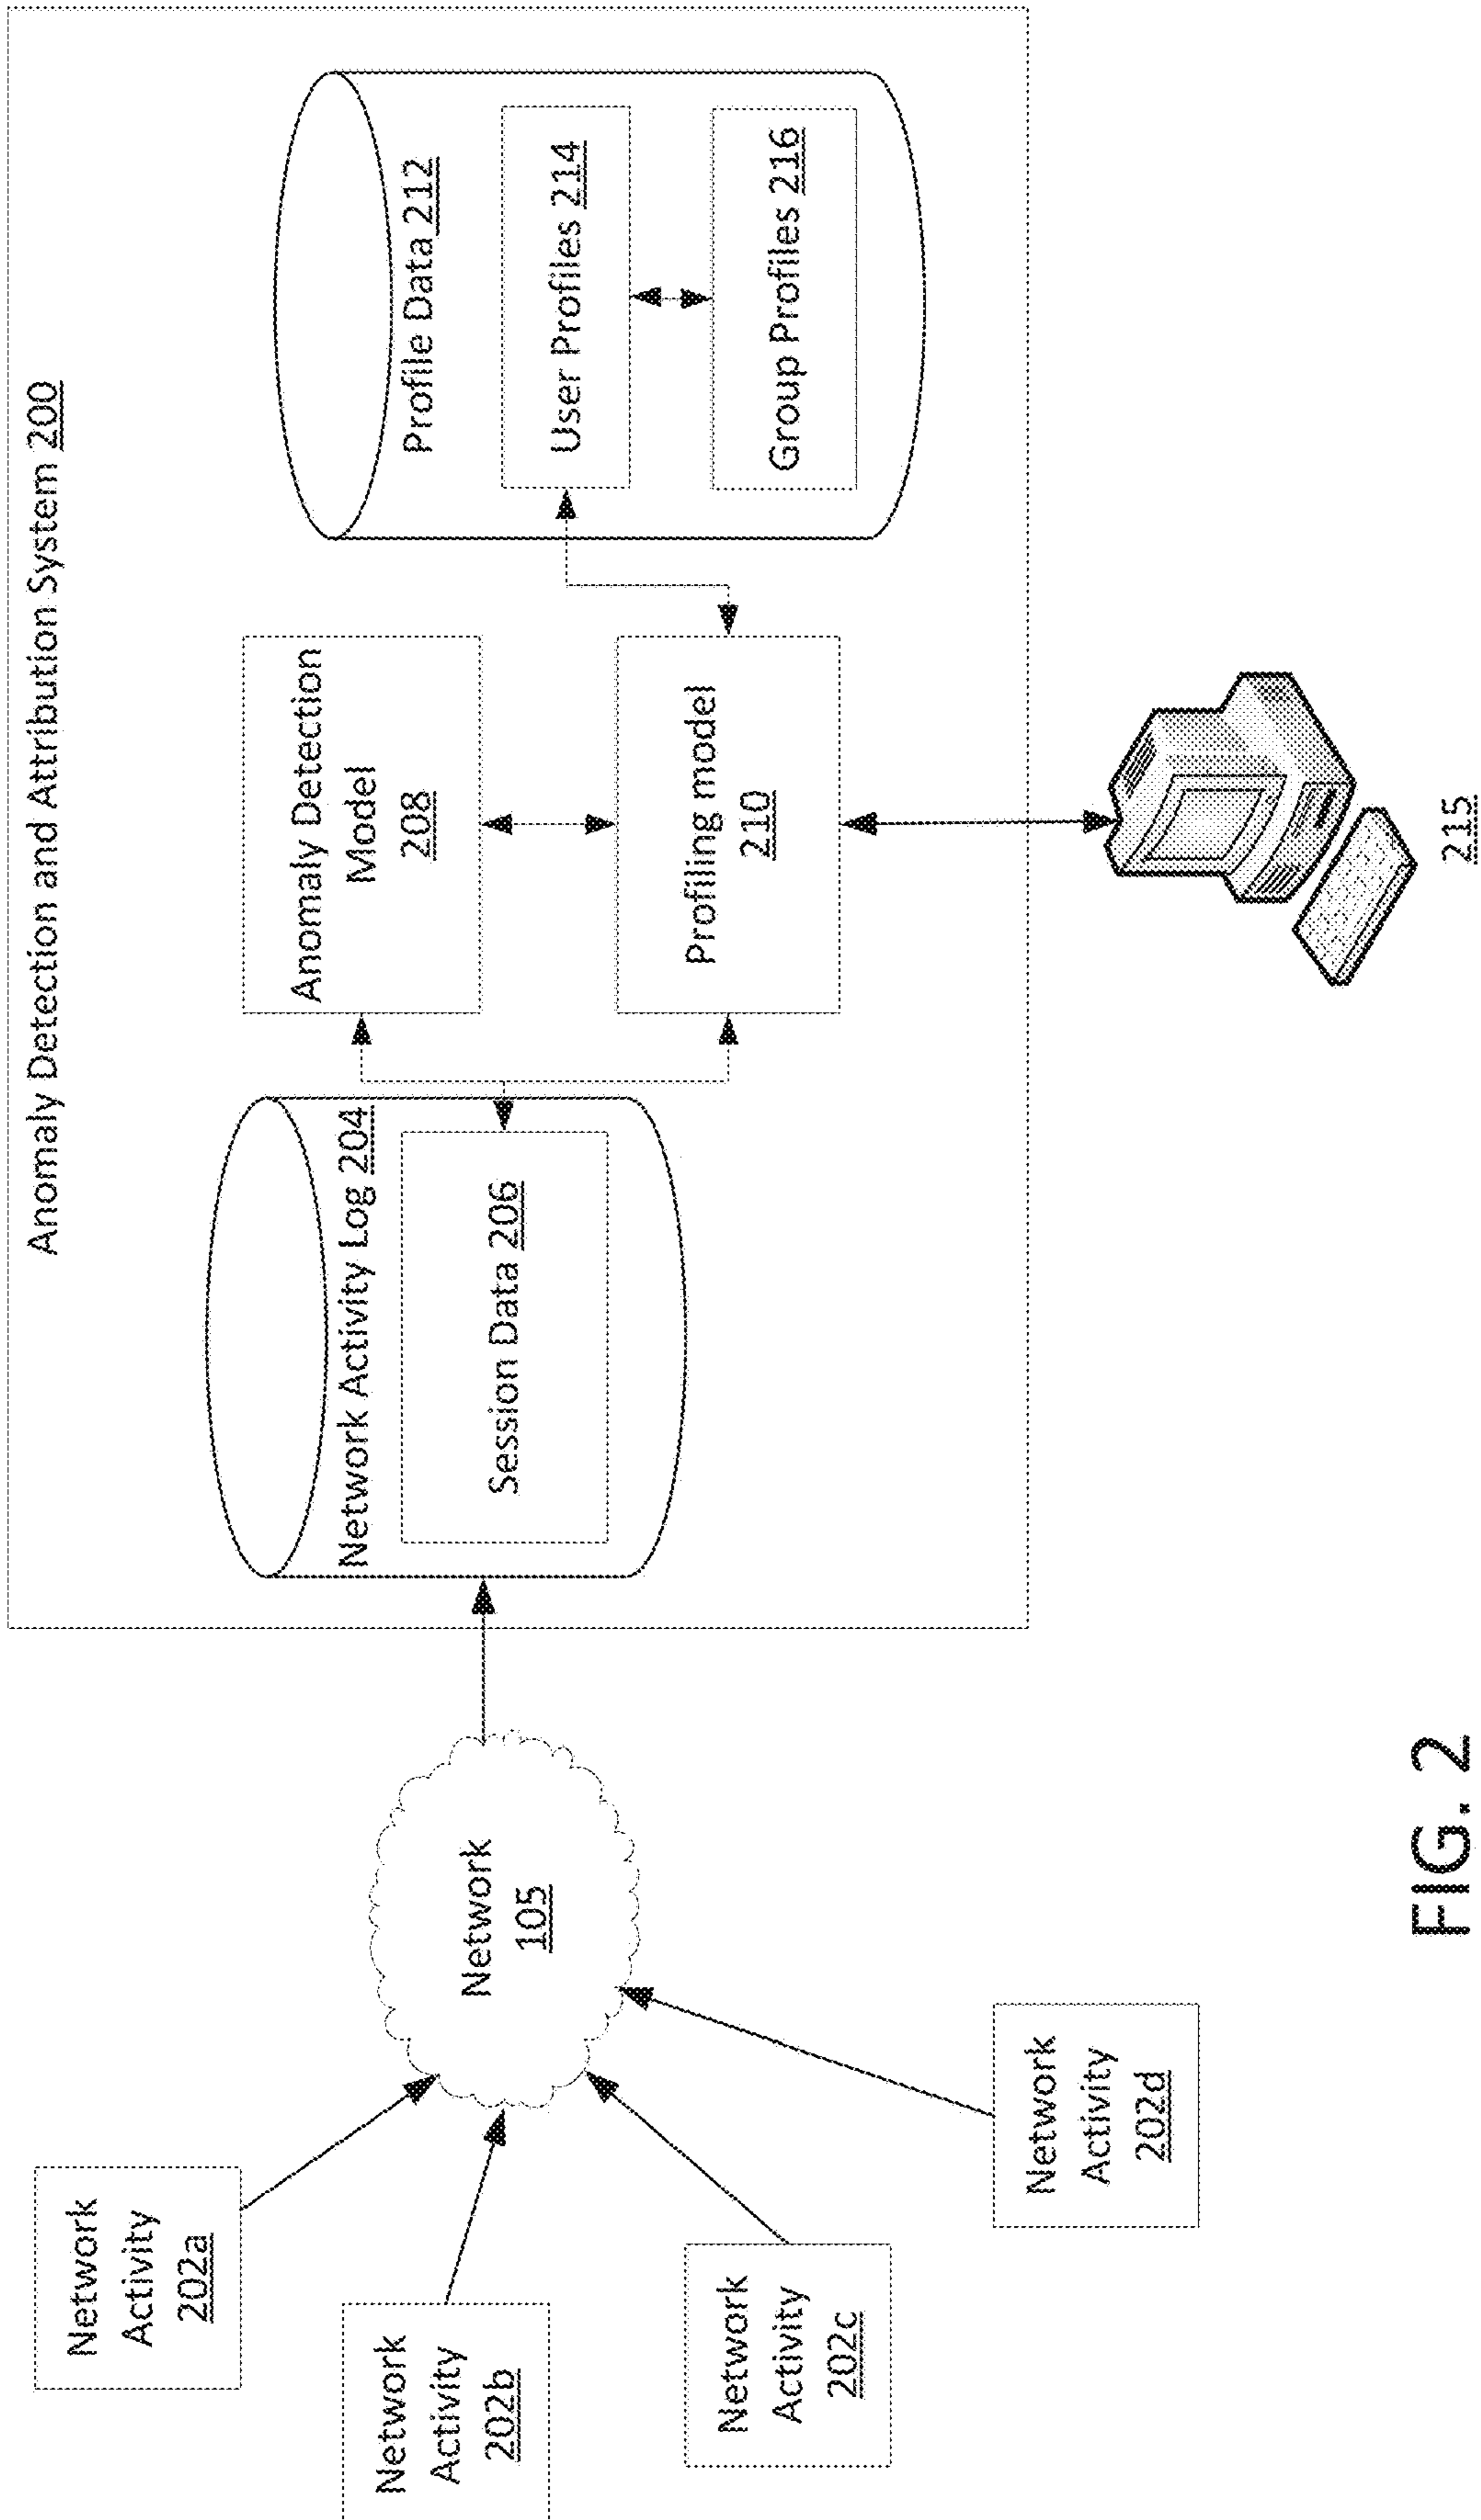 Anomaly Detection and Attribution System 200
Network
Activity
202a
Network
Activity
202b
Network
Activity
202c
Network
Activity
202d
Network
105
Network Activity Log 204
Session Data 206
Anomaly Detection
Model
208
Profiling model
210
Profile Data 212
User Profiles 214
Group Profiles 216
215
FIG. 2